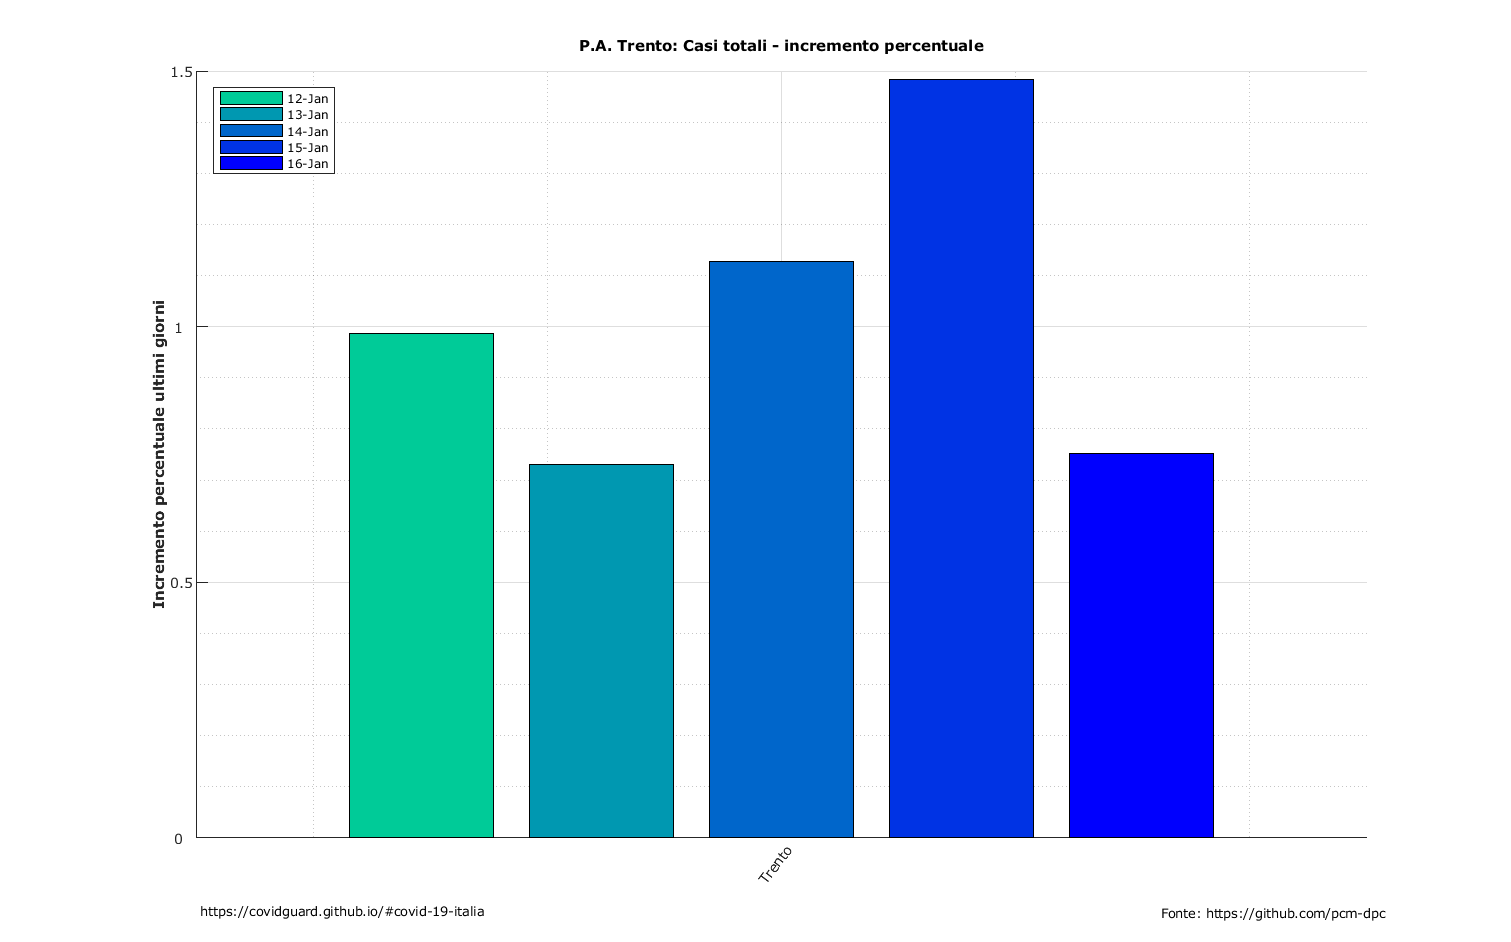 P.A. Trento: Casi totali - incremento percentuale
1.5
12-Jan
13-Jan
14-Jan
15-Jan
16-Jan
Incremento percentuale ultimi giorni
1
0.5
0
Trento
https://covidguard.github.io/#covid-19-italia
Fonte: https://github.com/pcm-dpc